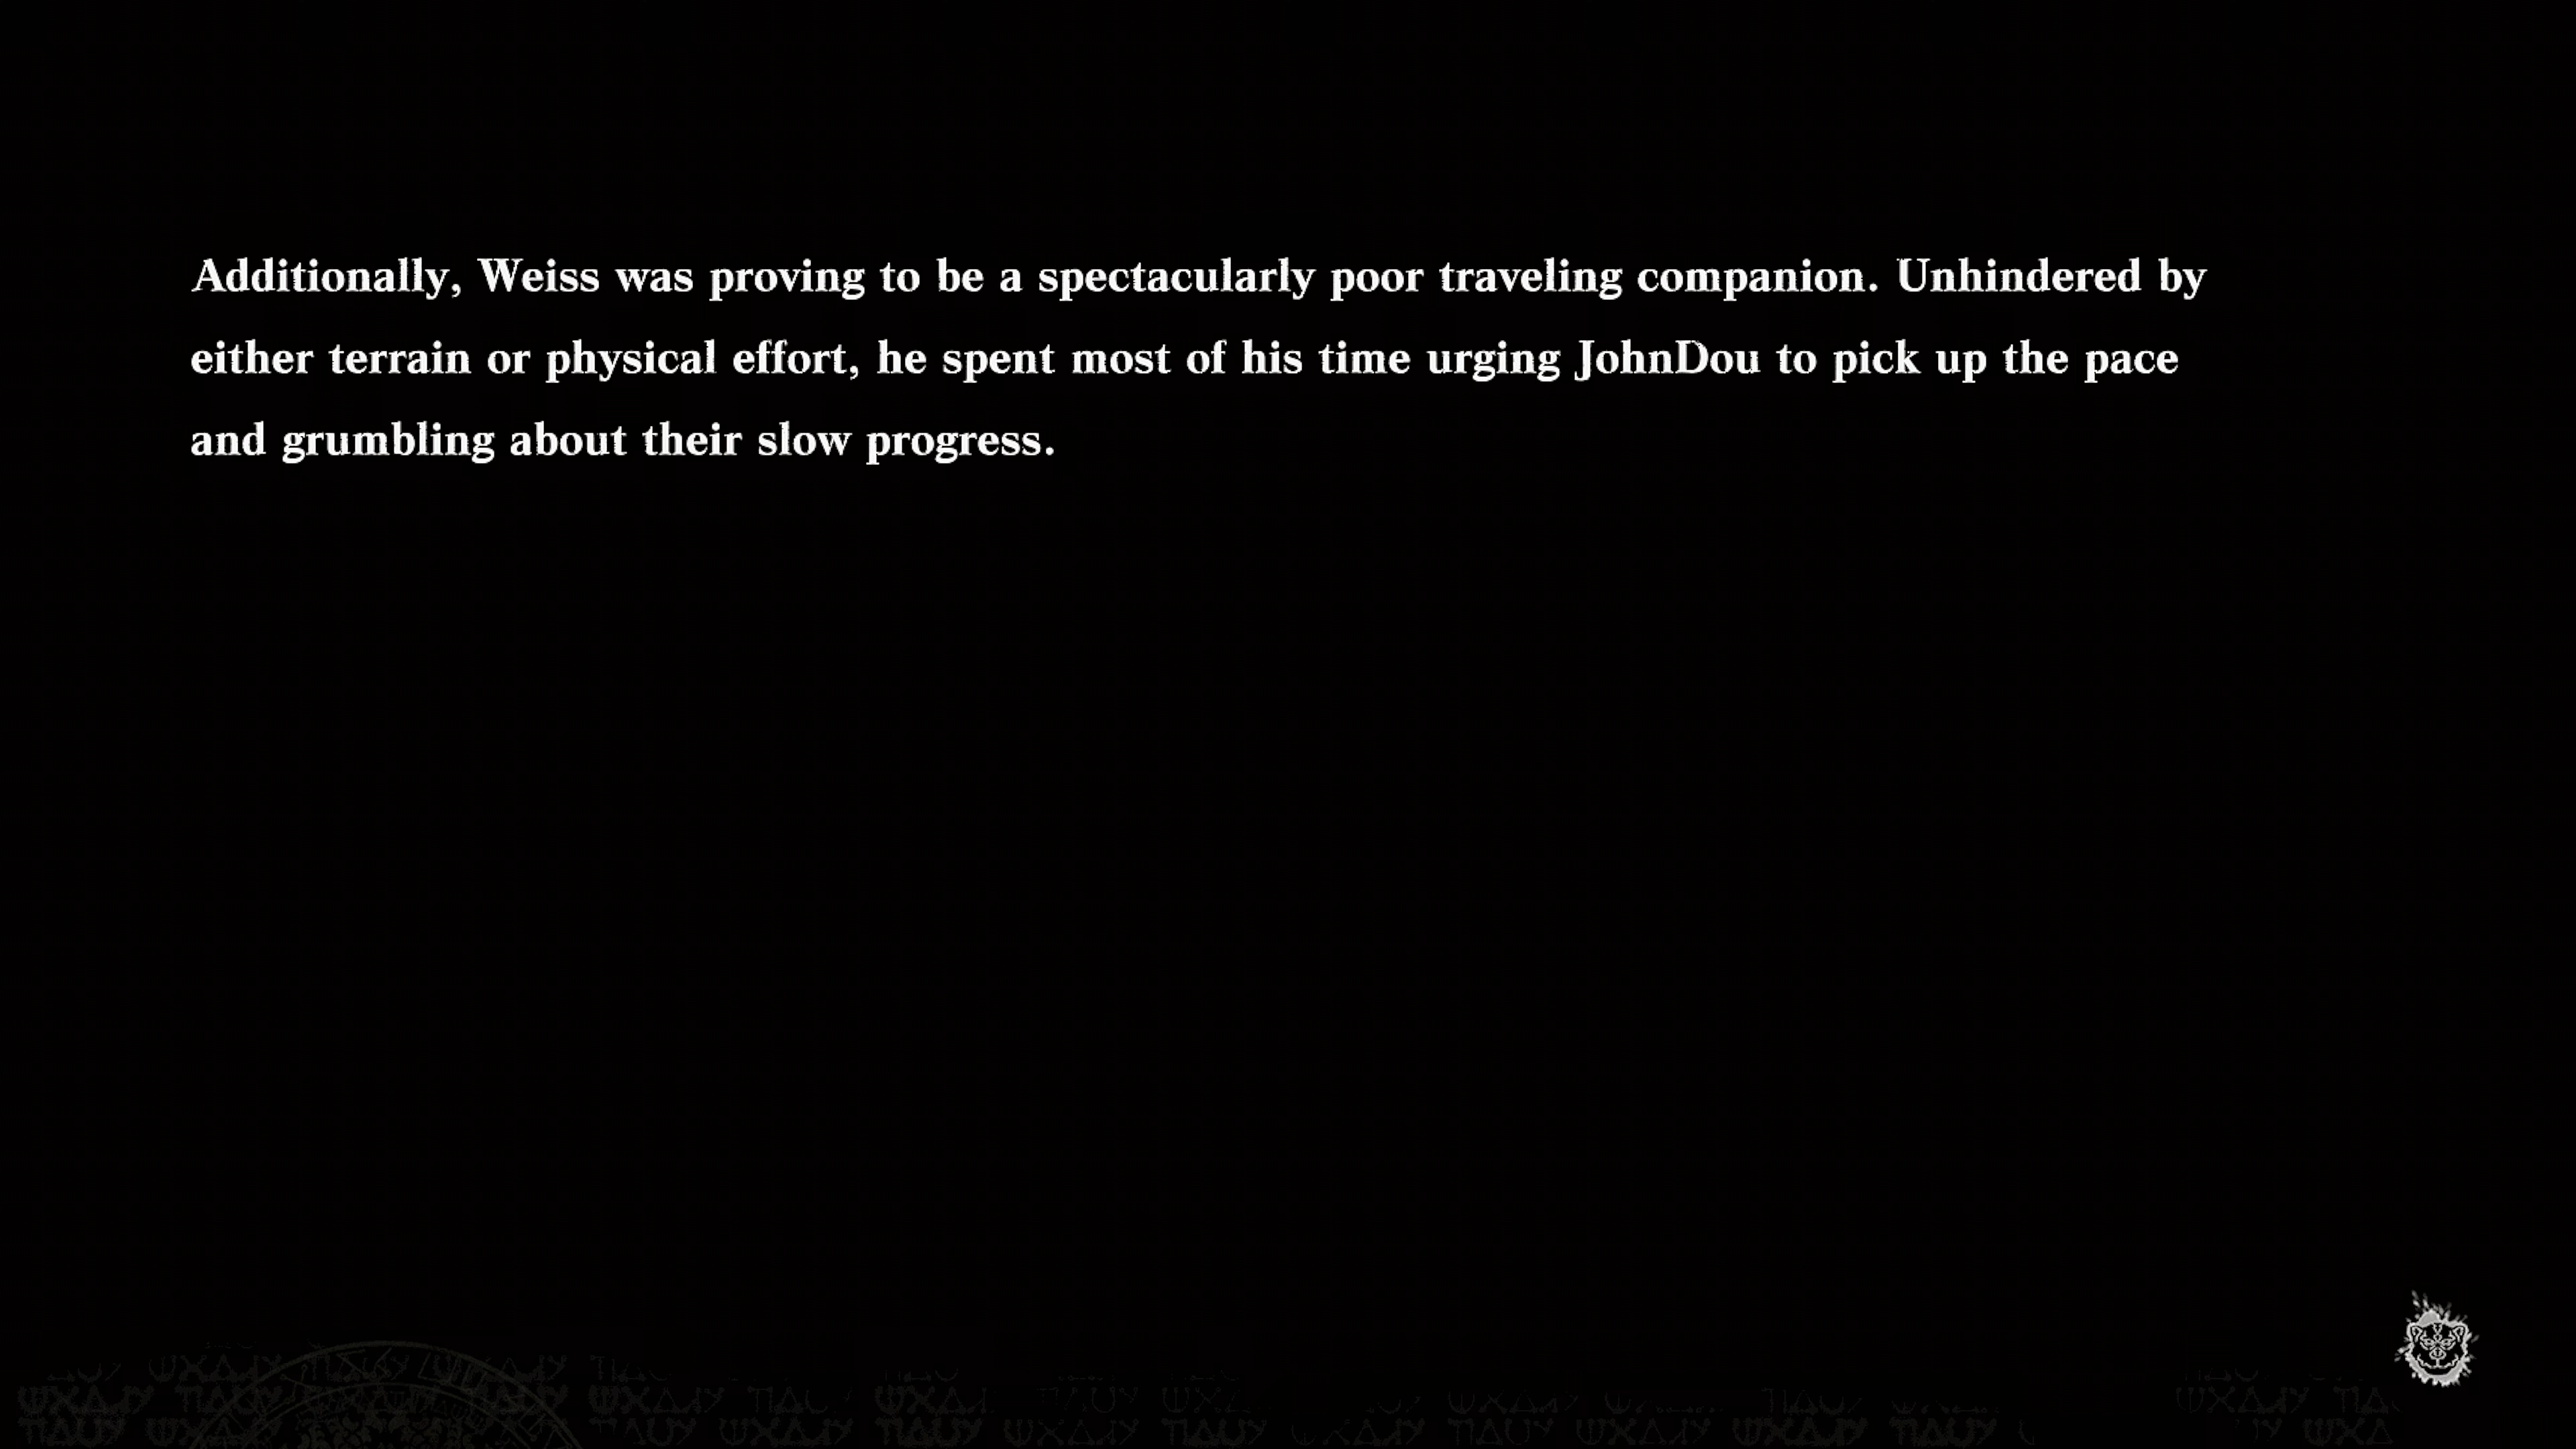 Additionally, Weiss was proving to be a spectacularly poor traveling companion. Unhindered by
either terrain or physical effort, he spent most of his time urging JohnDou to pick up the pace
and grumbling about their slow progress.